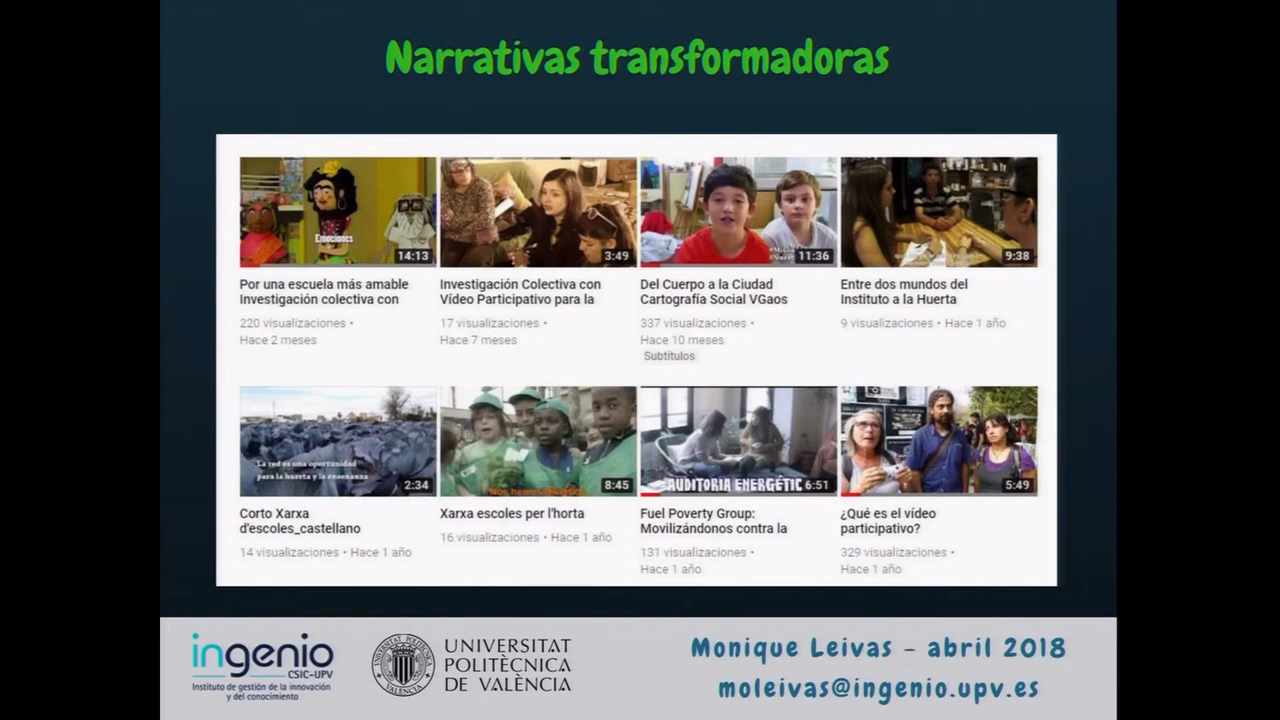 Narrativas transformadoras
Emociones
14:13
3:49
11:36
9:38
Por una escuela más amable
Investigación colectiva con
220 visualizaciones •
Hace 2 meses
Investigación Colectiva con
Vídeo Participativo para la
17 visualizaciones •
Hace 7 meses
Del Cuerpo a la Ciudad
Cartografía Social VGaos
337 visualizaciones •
Hace 10 meses
Subtítulos
Entre dos mundos del
Instituto a la Huerta
9 visualizaciones • Hace 1 año
La red es una oportunidad
para la huerta y la enseñanza
2:34
Nos hemos divertido
8:45
AUDITORIA ENERGÉTIC
6:51
5:49
Corto Xarxa
d'escoles_castellano
14 visualizaciones • Hace 1 año
Xarxa escoles per l'horta
16 visualizaciones • Hace 1 año
Fuel Poverty Group:
Movilizándonos contra la
131 visualizaciones •
Hace 1 año
¿Qué es el vídeo
participativo?
329 visualizaciones •
Hace 1 año
ingenio
CSIC-UPV
Instituto de gestión de la innovación
y del conocimiento
UNIVERSITAT
POLITÈCNICA
DE VALÈNCIA
Monique Leivas - abril 2018
moleivas@ingenio.upv.es